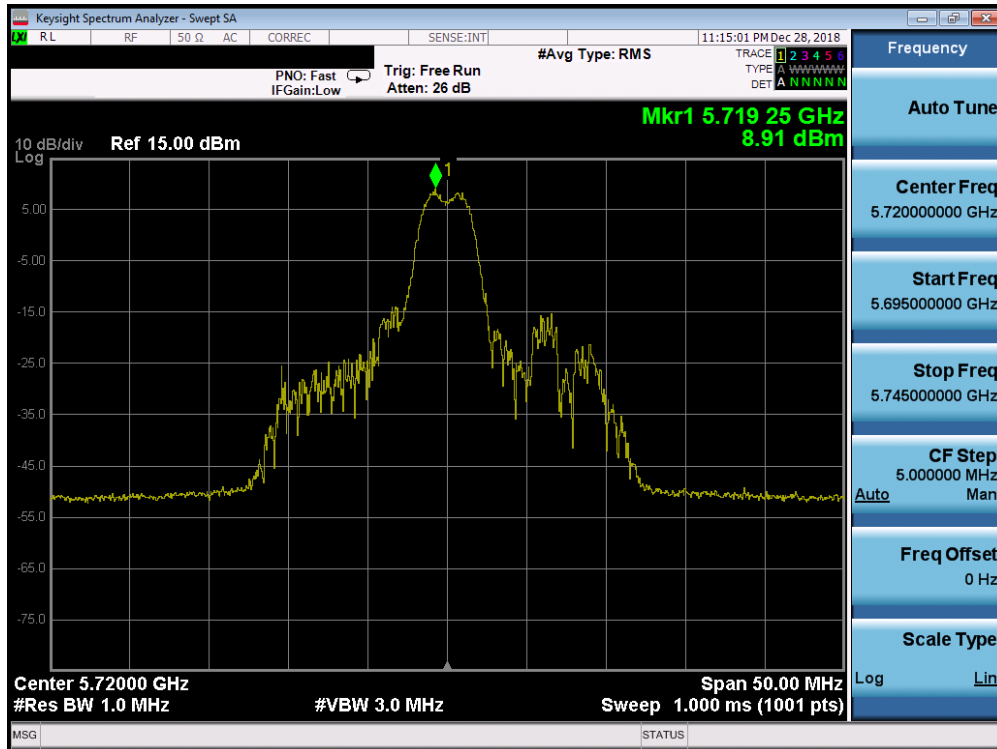 Keysight Spectrum Analyzer - Swept SA
LXI RL RF 50 Ω AC CORREC SENSE:INT 11:15:01 PM Dec 28, 2018
#Avg Type: RMS
TRACE 1 2 3 4 5 6
TYPE A WWWWW
DET A N N N N N
PNO: Fast
IFGain:Low
Trig: Free Run
Atten: 26 dB
Mkr1 5.719 25 GHz
8.91 dBm
10 dB/div
Log
Ref 15.00 dBm
1
5.00
-5.00
-15.0
-25.0
-35.0
-45.0
-55.0
-65.0
-75.0
Center 5.72000 GHz
#Res BW 1.0 MHz
#VBW 3.0 MHz
Span 50.00 MHz
Sweep 1.000 ms (1001 pts)
MSG
STATUS
Frequency
Auto Tune
Center Freq
5.720000000 GHz
Start Freq
5.695000000 GHz
Stop Freq
5.745000000 GHz
CF Step
5.000000 MHz
Auto Man
Freq Offset
0 Hz
Scale Type
Log Lin